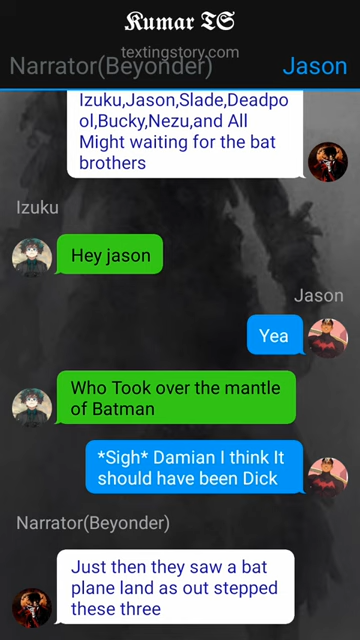 Kumar TS
textingstory.com
Narrator(Beyonder) Jason
Izuku,Jason,Slade,Deadpo
ol,Bucky,Nezu,and All
Might waiting for the bat
brothers
Izuku
Hey jason
Jason
Yea
Who Took over the mantle
of Batman
*Sigh* Damian I think It
should have been Dick
Narrator(Beyonder)
Just then they saw a bat
plane land as out stepped
these three